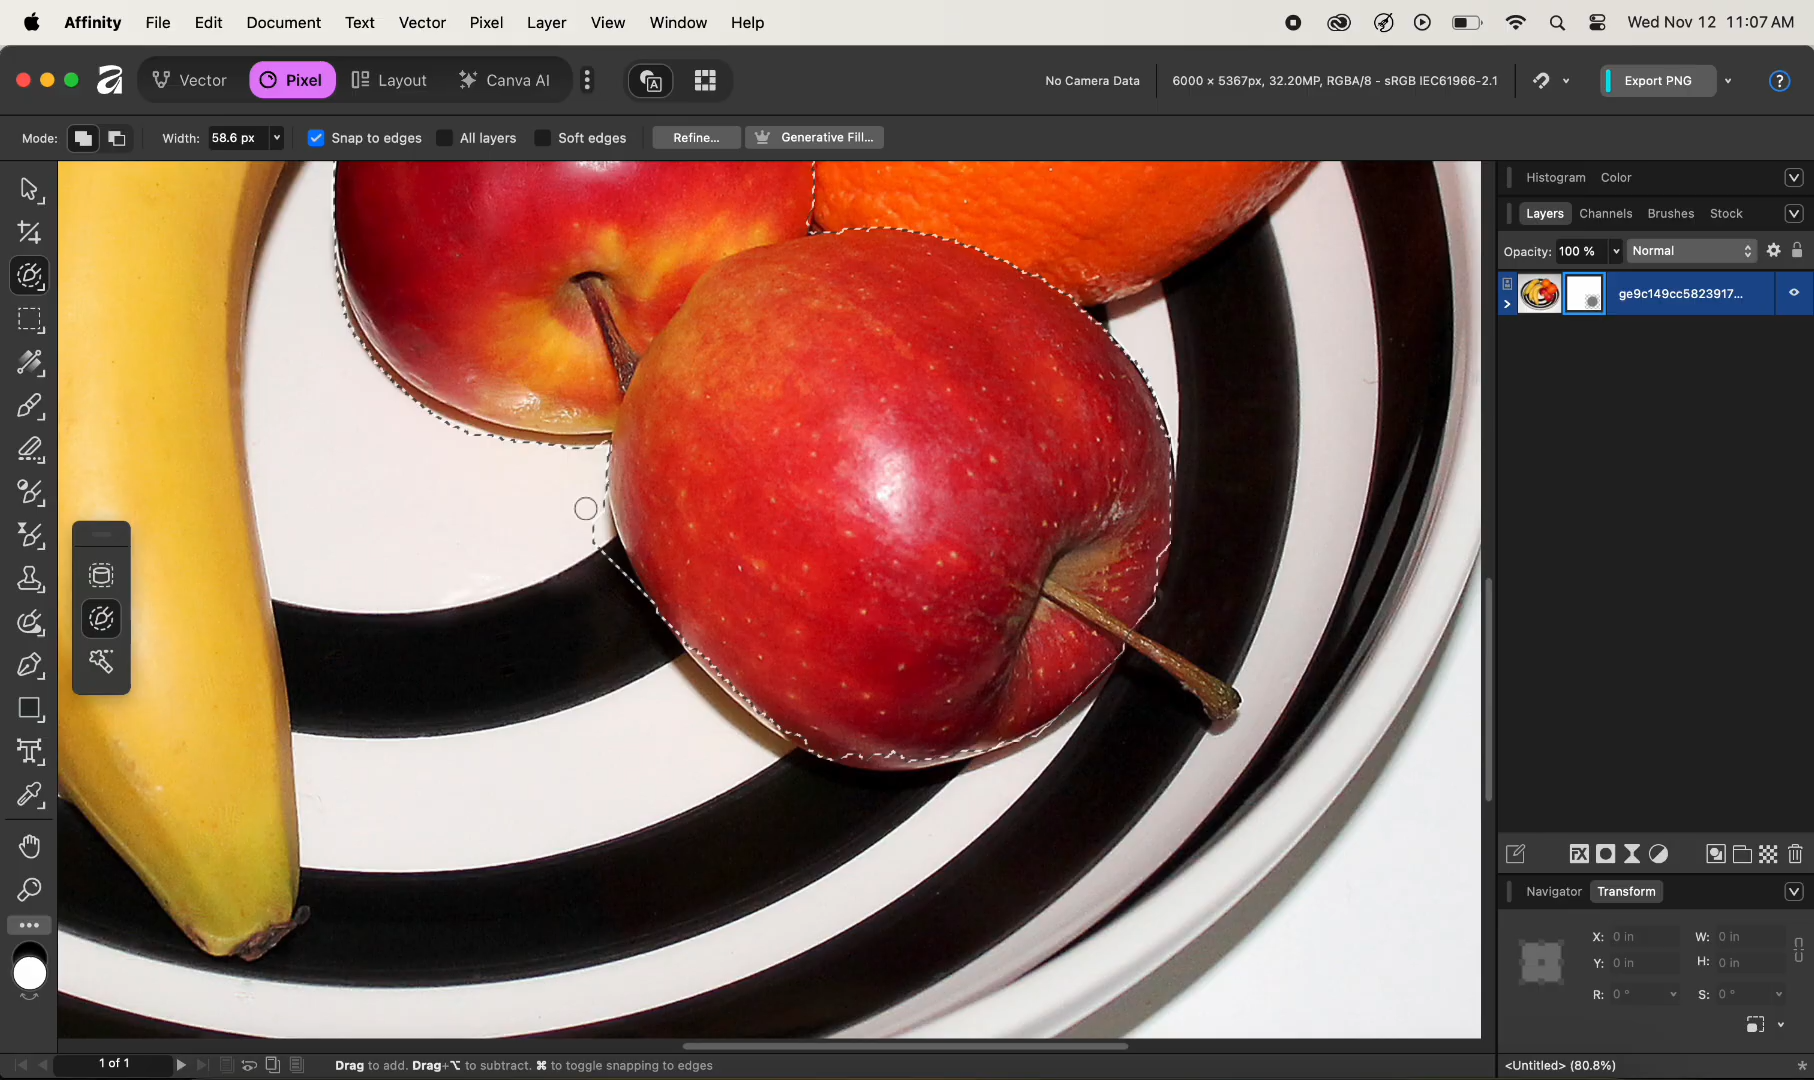 Affinity File Edit Document Text Vector Pixel Layer View Window Help Wed Nov 12 11:07 AM
Vector Pixel Layout Canva AI No Camera Data 6000 × 5367px, 32.20MP, RGBA/8 - sRGB IEC61966-2.1 Export PNG ?
Mode: Width: 58.6 px Snap to edges All layers Soft edges Refine... Generative Fill...
Histogram Color
Layers Channels Brushes Stock
Opacity: 100 % Normal
ge9c149cc5823917...
FX
Navigator Transform
X: 0 in W: 0 in
Y: 0 in H: 0 in
R: 0 ° S: 0 °
1 of 1 Drag to add. Drag+⌥ to subtract. ⌘ to toggle snapping to edges <Untitled> (80.8%) *